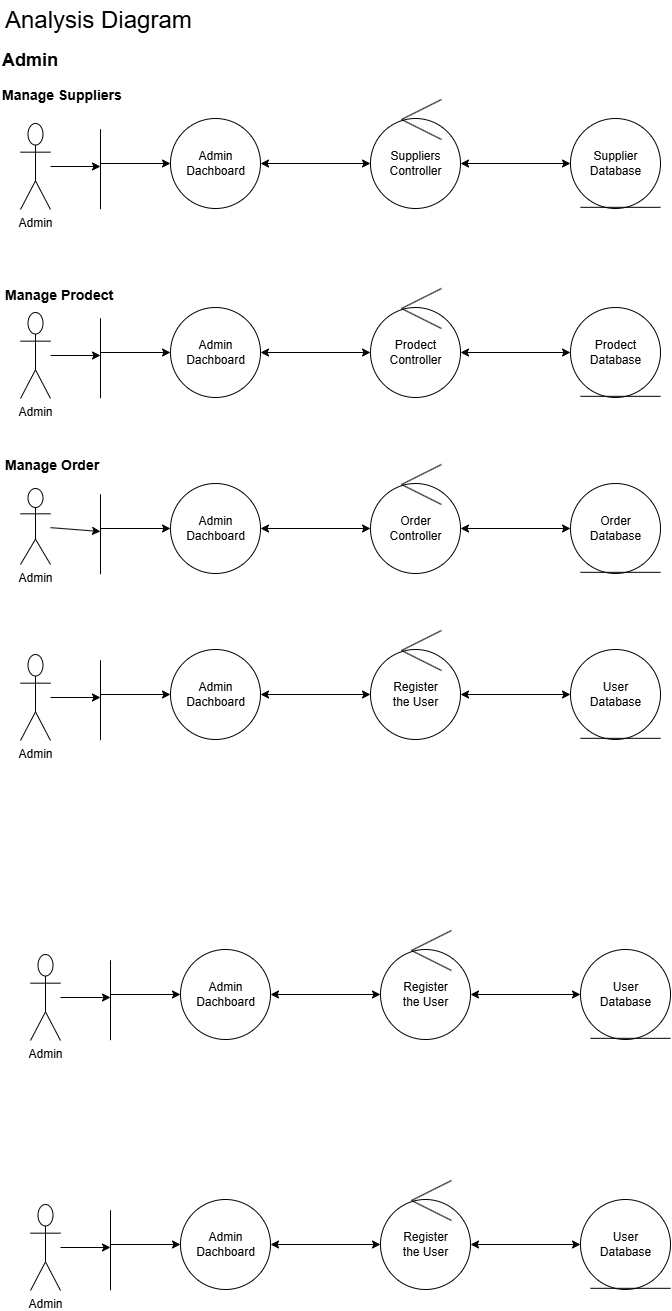 Analysis Diagram
Admin
Manage Suppliers
Admin
Dachboard
Suppliers
Controller
Supplier
Database
Admin
Manage Prodect
Admin
Dachboard
Prodect
Controller
Prodect
Database
Admin
Manage Order
Admin
Dachboard
Order
Controller
Order
Database
Admin
Admin
Dachboard
Register
the User
User
Database
Admin
Admin
Dachboard
Register
the User
User
Database
Admin
Admin
Dachboard
Register
the User
User
Database
Admin